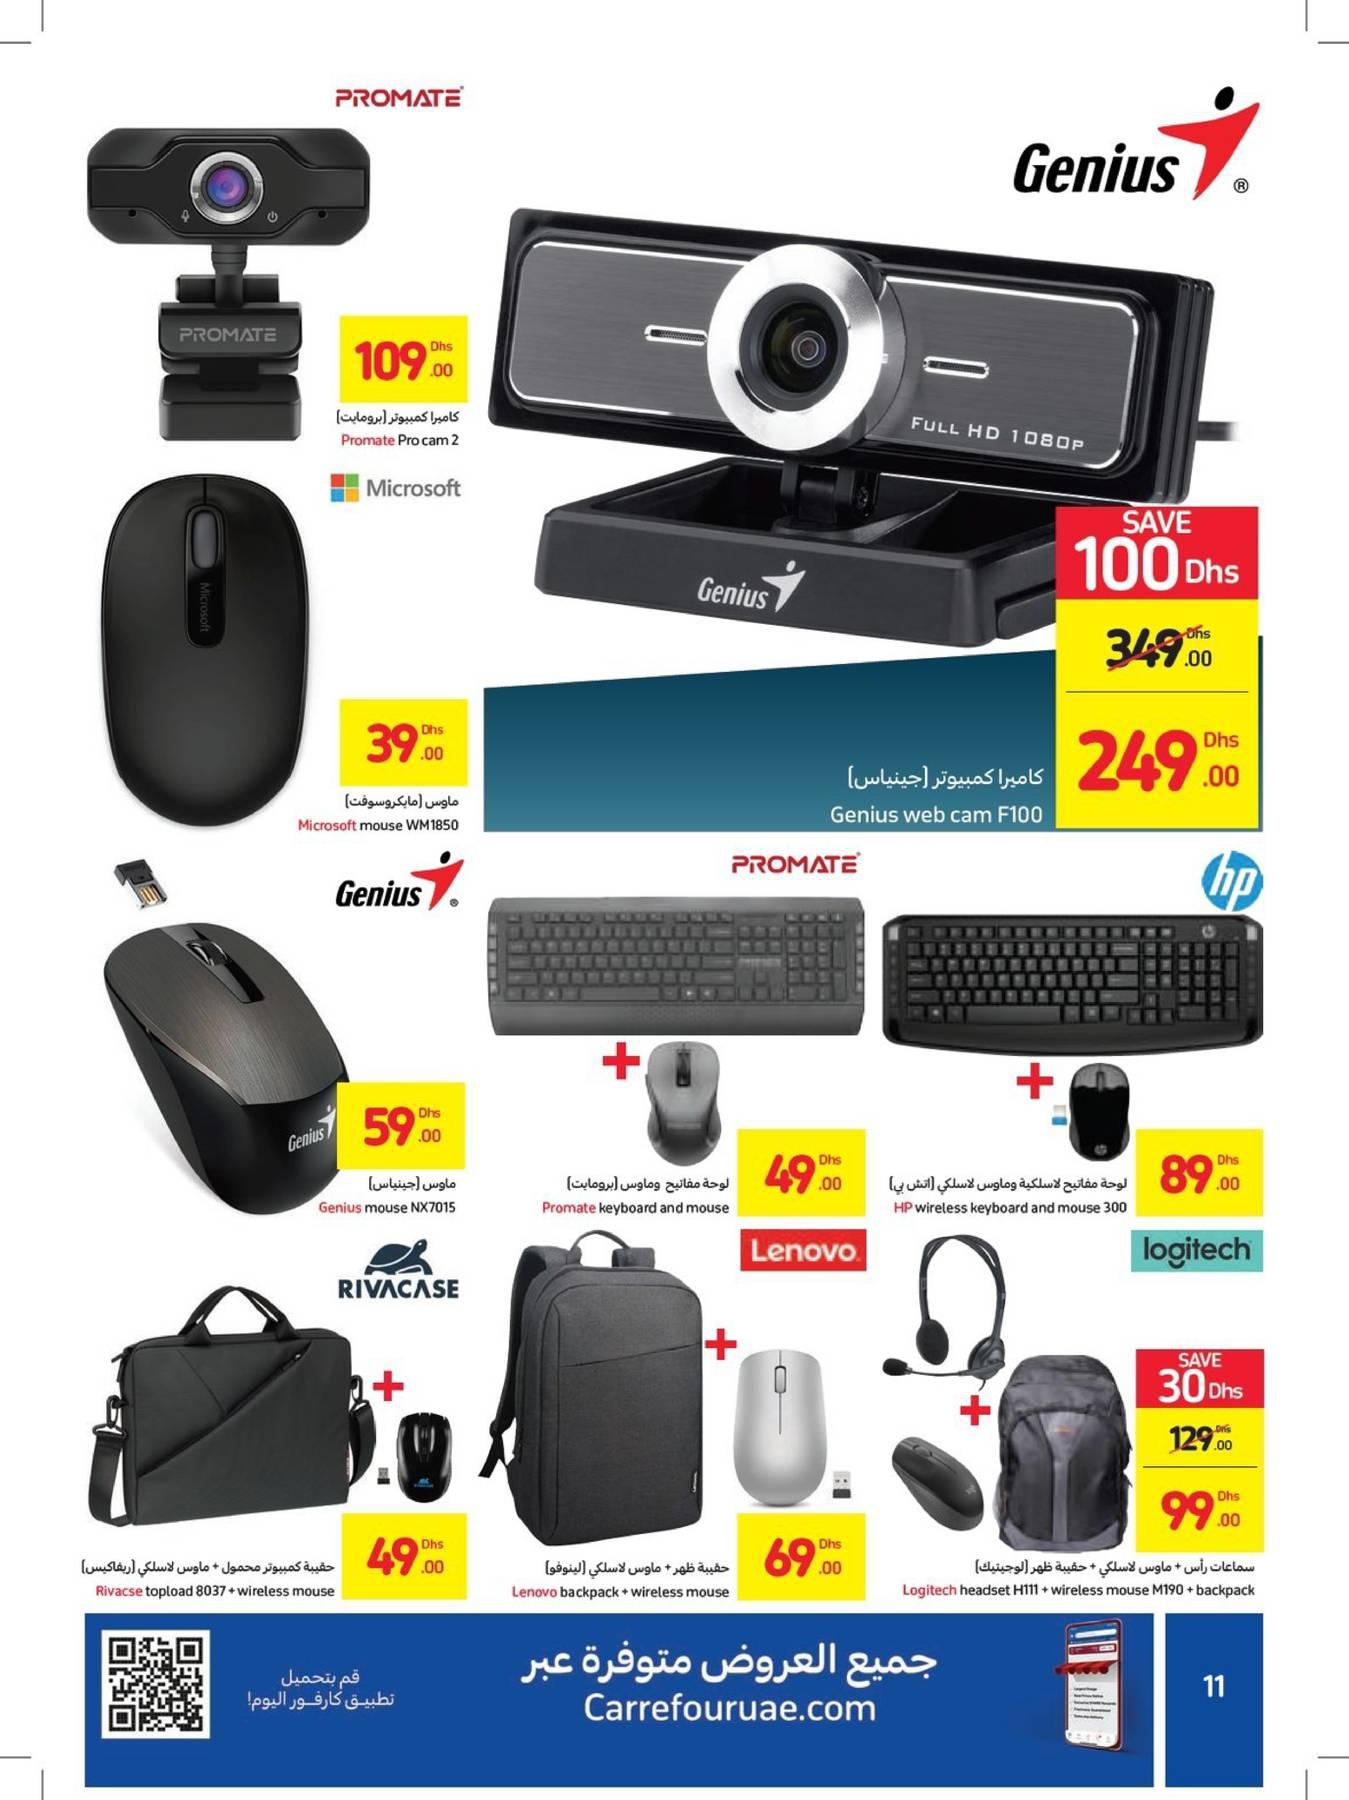 PROMATE
Genius
PROMATE
109.00 Dhs
كاميرا كمبيوتر (برومايت)
Promate Pro cam 2
FULL HD 1080P
Genius
SAVE
100 Dhs
349.00 Dhs
249.00 Dhs
كاميرا كمبيوتر (جينياس)
Genius web cam F100
Microsoft
Microsoft
39.00 Dhs
ماوس (مايكروسوفت)
Microsoft mouse WM1850
Genius
Genius
59.00 Dhs
ماوس (جينياس)
Genius mouse NX7015
PROMATE
+
49.00 Dhs
لوحة مفاتيح وماوس (برومايت)
Promate keyboard and mouse
hp
+
89.00 Dhs
لوحة مفاتيح لاسلكية وماوس لاسلكي (اتش بي)
HP wireless keyboard and mouse 300
RIVACASE
+
RIVACASE
49.00 Dhs
حقيبة كمبيوتر محمول + ماوس لاسلكي (ريفاكيس)
Rivacse topload 8037 + wireless mouse
Lenovo
+
69.00 Dhs
حقيبة ظهر + ماوس لاسلكي (لينوفو)
Lenovo backpack + wireless mouse
logitech
+
SAVE
30 Dhs
129.00 Dhs
99.00 Dhs
سماعات رأس + ماوس لاسلكي + حقيبة ظهر (لوجيتيك)
Logitech headset H111 + wireless mouse M190 + backpack
قم بتحميل
تطبيق كارفور اليوم!
جميع العروض متوفرة عبر
Carrefouruae.com
11